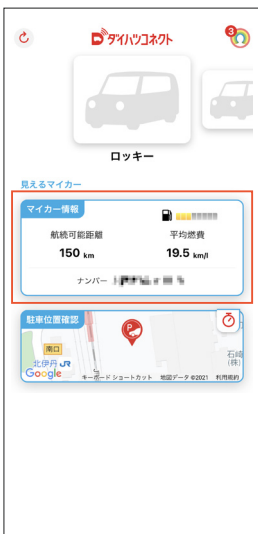 3
ダイハツコネクト
ロッキー
見えるマイカー
マイカー情報
航続可能距離
平均燃費
150 km
19.5 km/l
ナンバー
駐車位置確認
P
南口
北伊丹 JR
石崎
(株)
Google
キーボード ショートカット
地図データ ©2021
利用規約